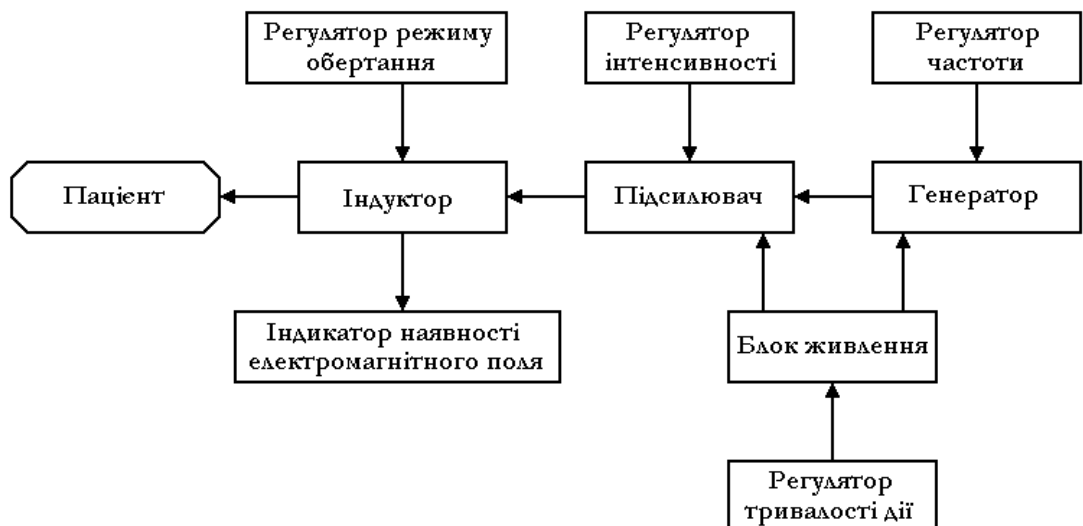 Регулятор режиму
обертання
Регулятор
інтенсивності
Регулятор
частоти
Пацієнт
Індуктор
Підсилювач
Генератор
Індикатор наявності
електромагнітного поля
Блок живлення
Регулятор
тривалості дії